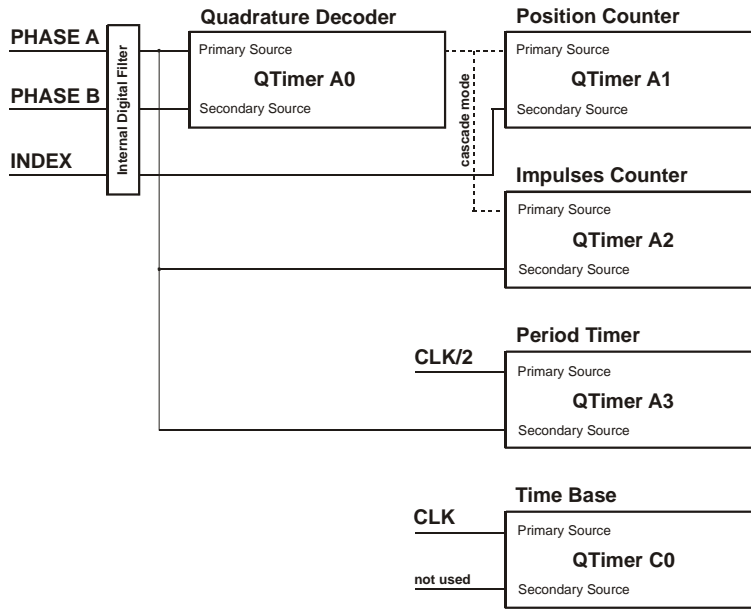 Quadrature Decoder
Position Counter
PHASE A
Primary Source
Primary Source
QTimer A0
QTimer A1
PHASE B
Secondary Source
Secondary Source
Internal Digital Filter
cascade mode
INDEX
Impulses Counter
Primary Source
QTimer A2
Secondary Source
Period Timer
CLK/2
Primary Source
QTimer A3
Secondary Source
Time Base
CLK
Primary Source
QTimer C0
not used
Secondary Source